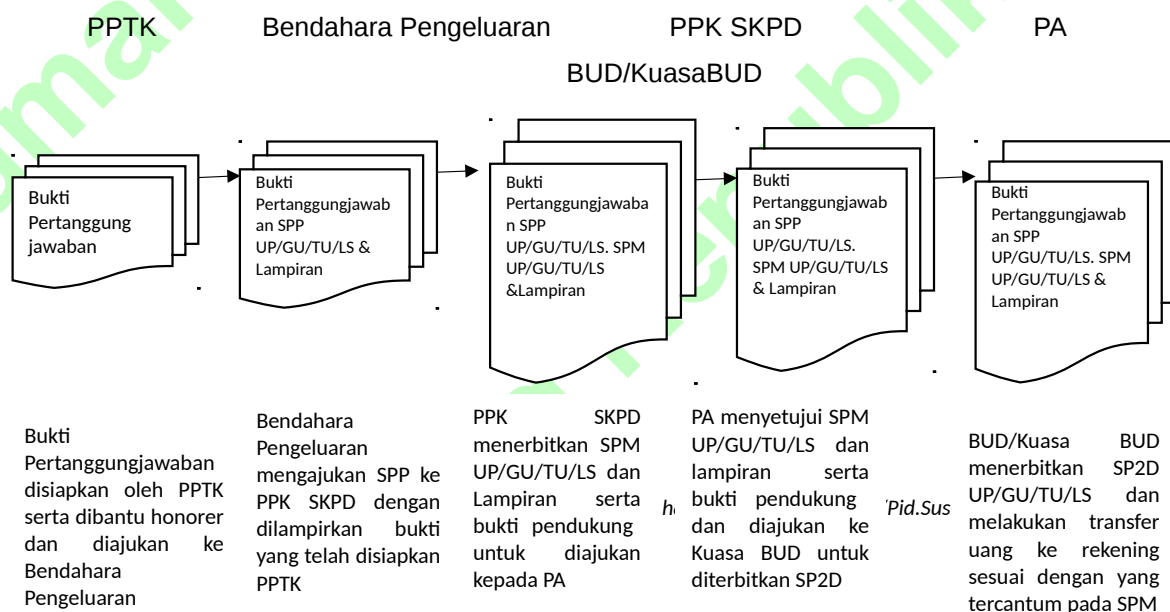 PPTK
Bendahara Pengeluaran
PPK SKPD
PA
BUD/KuasaBUD
Bukti
Pertanggung
jawaban
Bukti
Pertanggungjawab
an SPP
UP/GU/TU/LS &
Lampiran
Bukti
Pertanggungjawaba
n SPP
UP/GU/TU/LS. SPM
UP/GU/TU/LS
&Lampiran
Bukti
Pertanggungjawab
an SPP
UP/GU/TU/LS.
SPM UP/GU/TU/LS
& Lampiran
Bukti
Pertanggungjawab
an SPP
UP/GU/TU/LS. SPM
UP/GU/TU/LS &
Lampiran
Bukti
Pertanggungjawaban
disiapkan oleh PPTK
serta dibantu honorer
dan diajukan ke
Bendahara
Pengeluaran
Bendahara
Pengeluaran
mengajukan SPP ke
PPK SKPD dengan
dilampirkan bukti
yang telah disiapkan
PPTK
PPK SKPD
menerbitkan SPM
UP/GU/TU/LS dan
Lampiran serta
bukti pendukung
untuk diajukan
kepada PA
PA menyetujui SPM
UP/GU/TU/LS dan
lampiran serta
bukti pendukung
dan diajukan ke
Kuasa BUD untuk
diterbitkan SP2D
/Pid.Sus
BUD/Kuasa BUD
menerbitkan SP2D
UP/GU/TU/LS dan
melakukan transfer
uang ke rekening
sesuai dengan yang
tercantum pada SPM